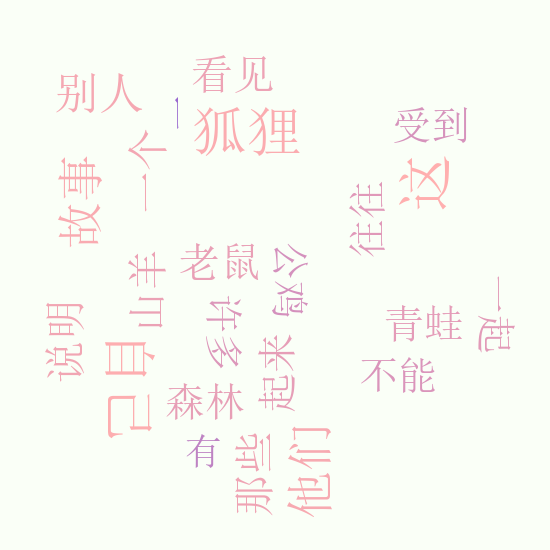 看见
别人
一
狐狸
受到
一个
这
故事
往往
老鼠
公鸡
山羊
许多
一起
说明
青蛙
自己
起来
不能
森林
有
那些
他们